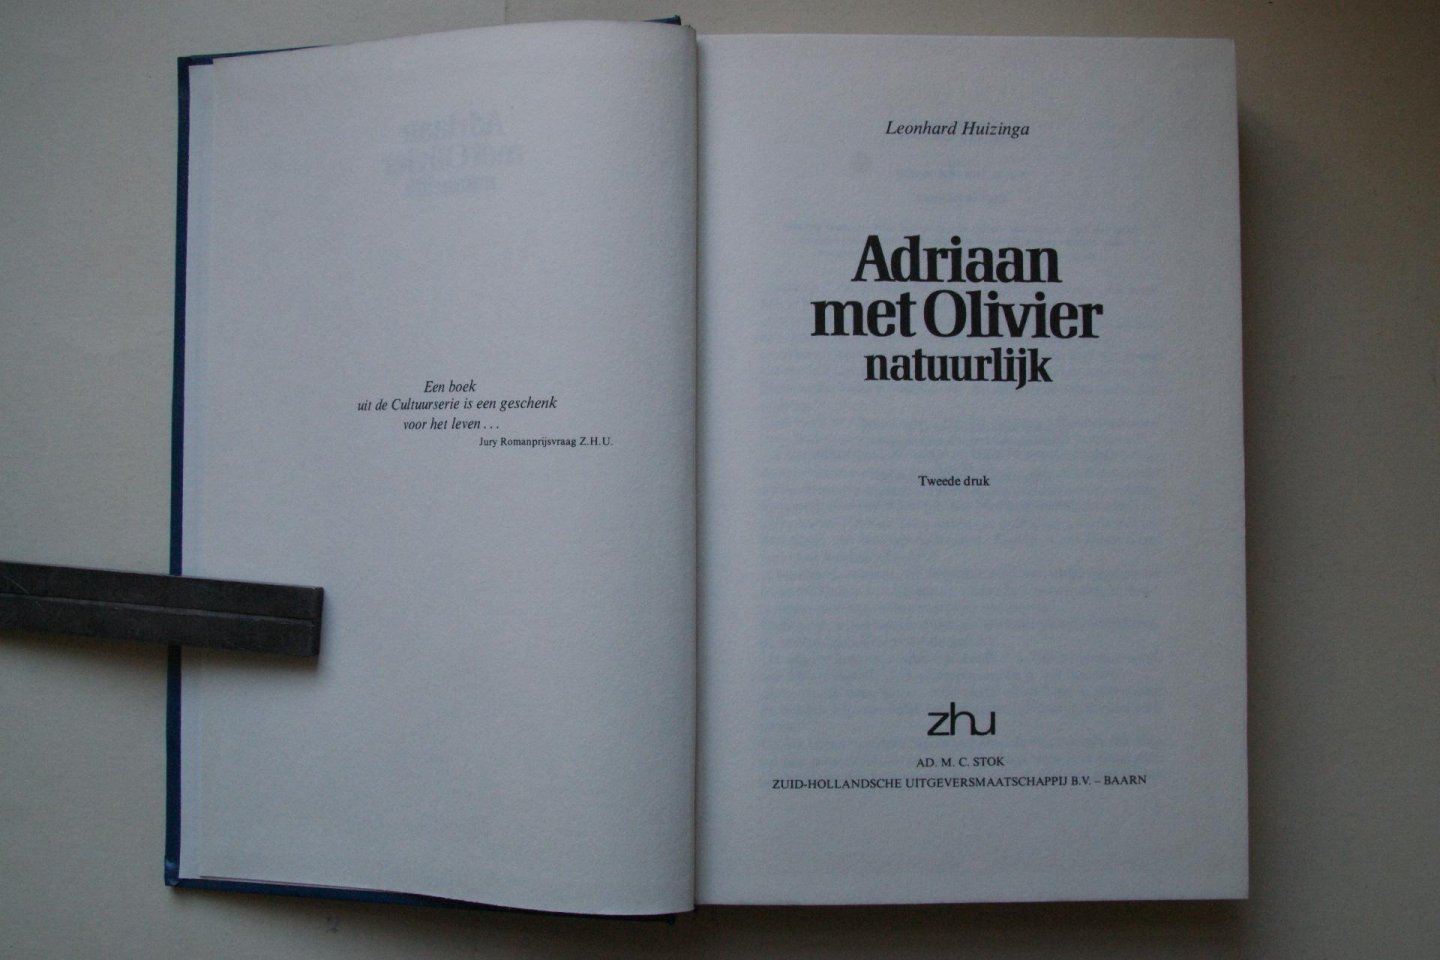 Een boek
uit de Cultuurserie is een geschenk
voor het leven . . .
Jury Romanprijsvraag Z.H.U.
Leonhard Huizinga
Adriaan
met Olivier
natuurlijk
Tweede druk
zhu
AD. M. C. STOK
ZUID-HOLLANDSCHE UITGEVERSMAATSCHAPPIJ B.V. – BAARN